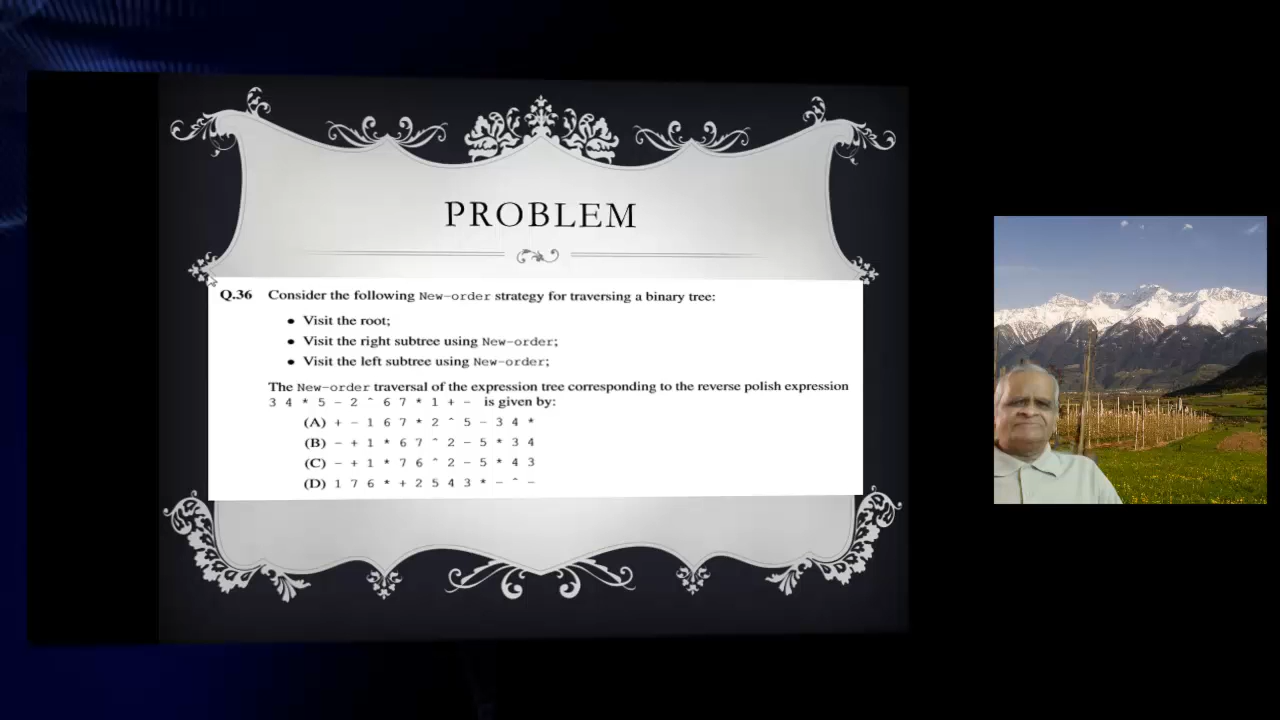 PROBLEM
Q.36 Consider the following New-order strategy for traversing a binary tree:
• Visit the root;
• Visit the right subtree using New-order;
• Visit the left subtree using New-order;
The New-order traversal of the expression tree corresponding to the reverse polish expression
3 4 * 5 - 2 ^ 6 7 * 1 + - is given by:
(A) + - 1 6 7 * 2 ^ 5 - 3 4 *
(B) - + 1 * 6 7 ^ 2 - 5 * 3 4
(C) - + 1 * 7 6 ^ 2 - 5 * 4 3
(D) 1 7 6 * + 2 5 4 3 * - ^ -